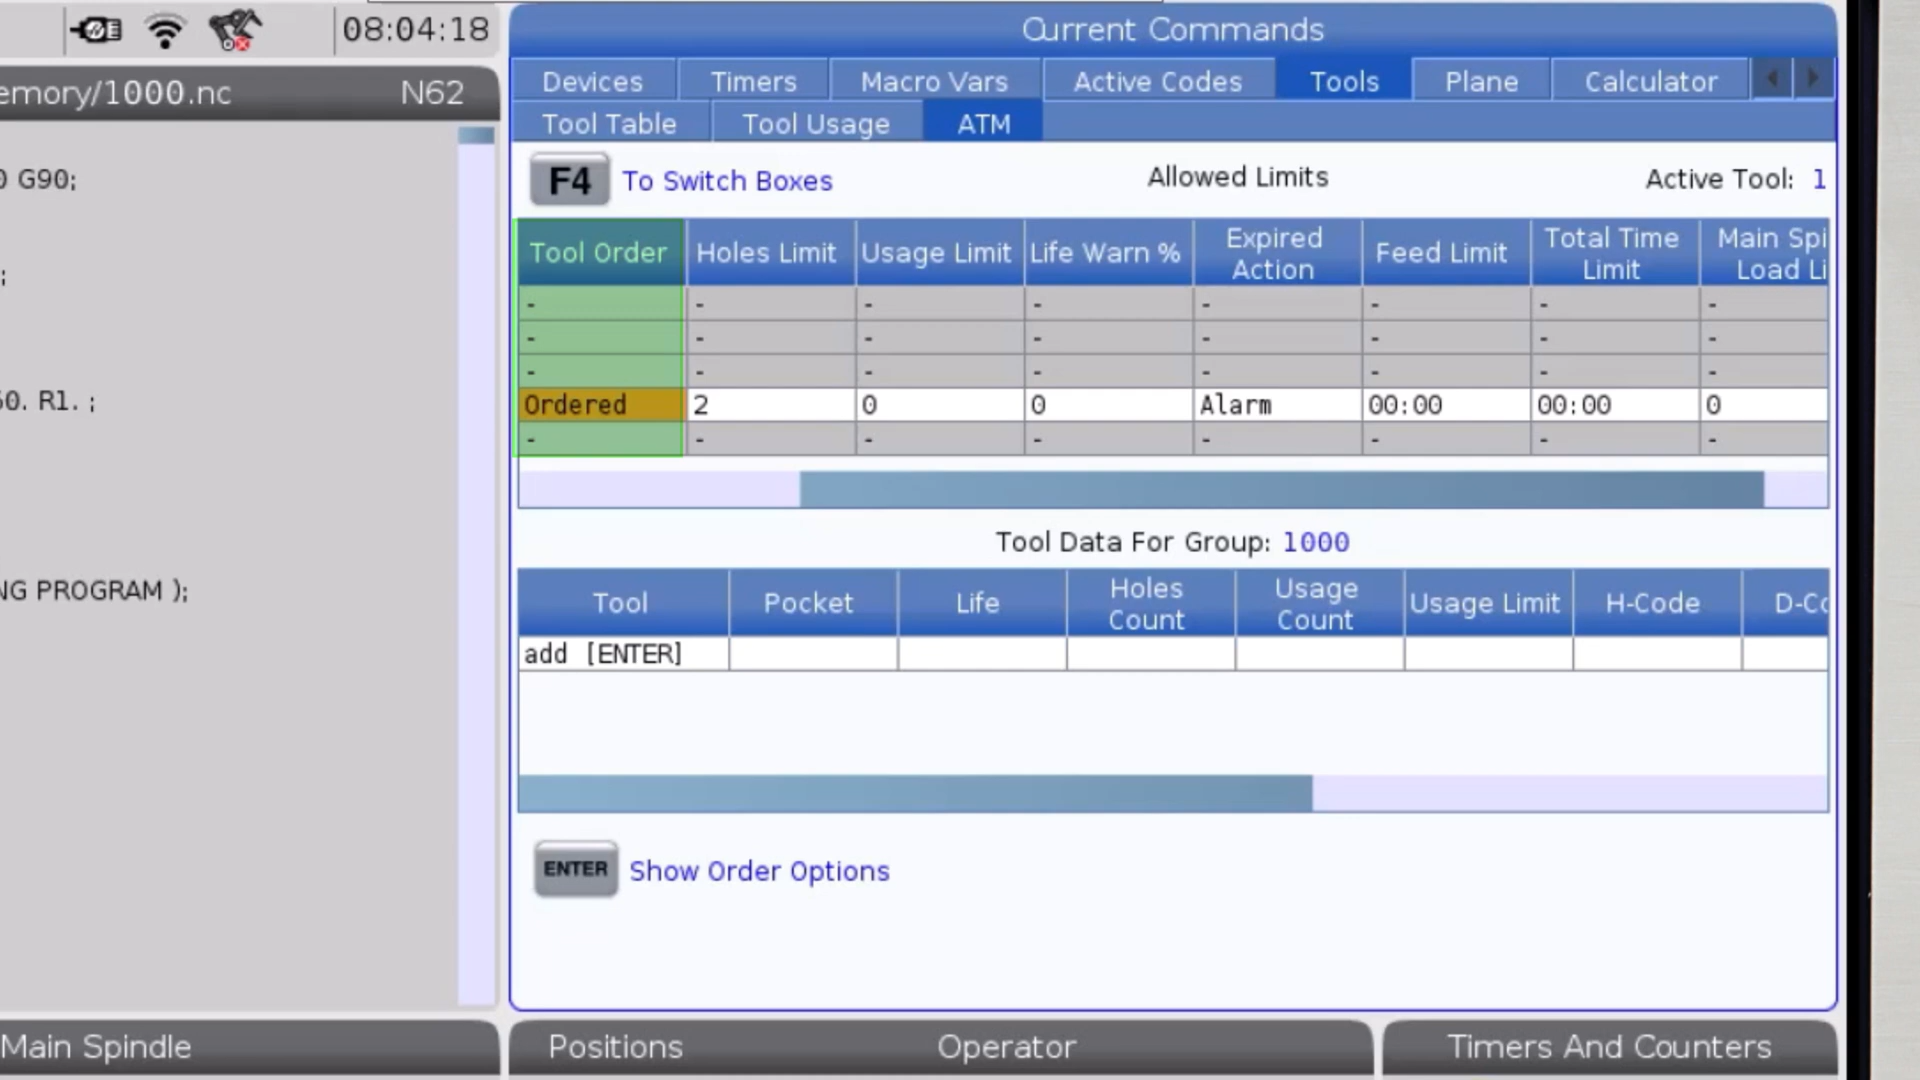 08:04:18
Current Commands
emory/1000.nc N62
Devices Timers Macro Vars Active Codes Tools Plane Calculator
Tool Table Tool Usage ATM
0 G90;
F4 To Switch Boxes Allowed Limits Active Tool: 1
Tool Order Holes Limit Usage Limit Life Warn % Expired Action Feed Limit Total Time Limit Main Spi Load Li
;
- - - - - - - -
- - - - - - - -
- - - - - - - -
50. R1. ;
Ordered 2 0 0 Alarm 00:00 00:00 0
- - - - - - - -
Tool Data For Group: 1000
NG PROGRAM );
Tool Pocket Life Holes Count Usage Count Usage Limit H-Code D-Co
add [ENTER]
ENTER Show Order Options
Main Spindle Positions Operator Timers And Counters